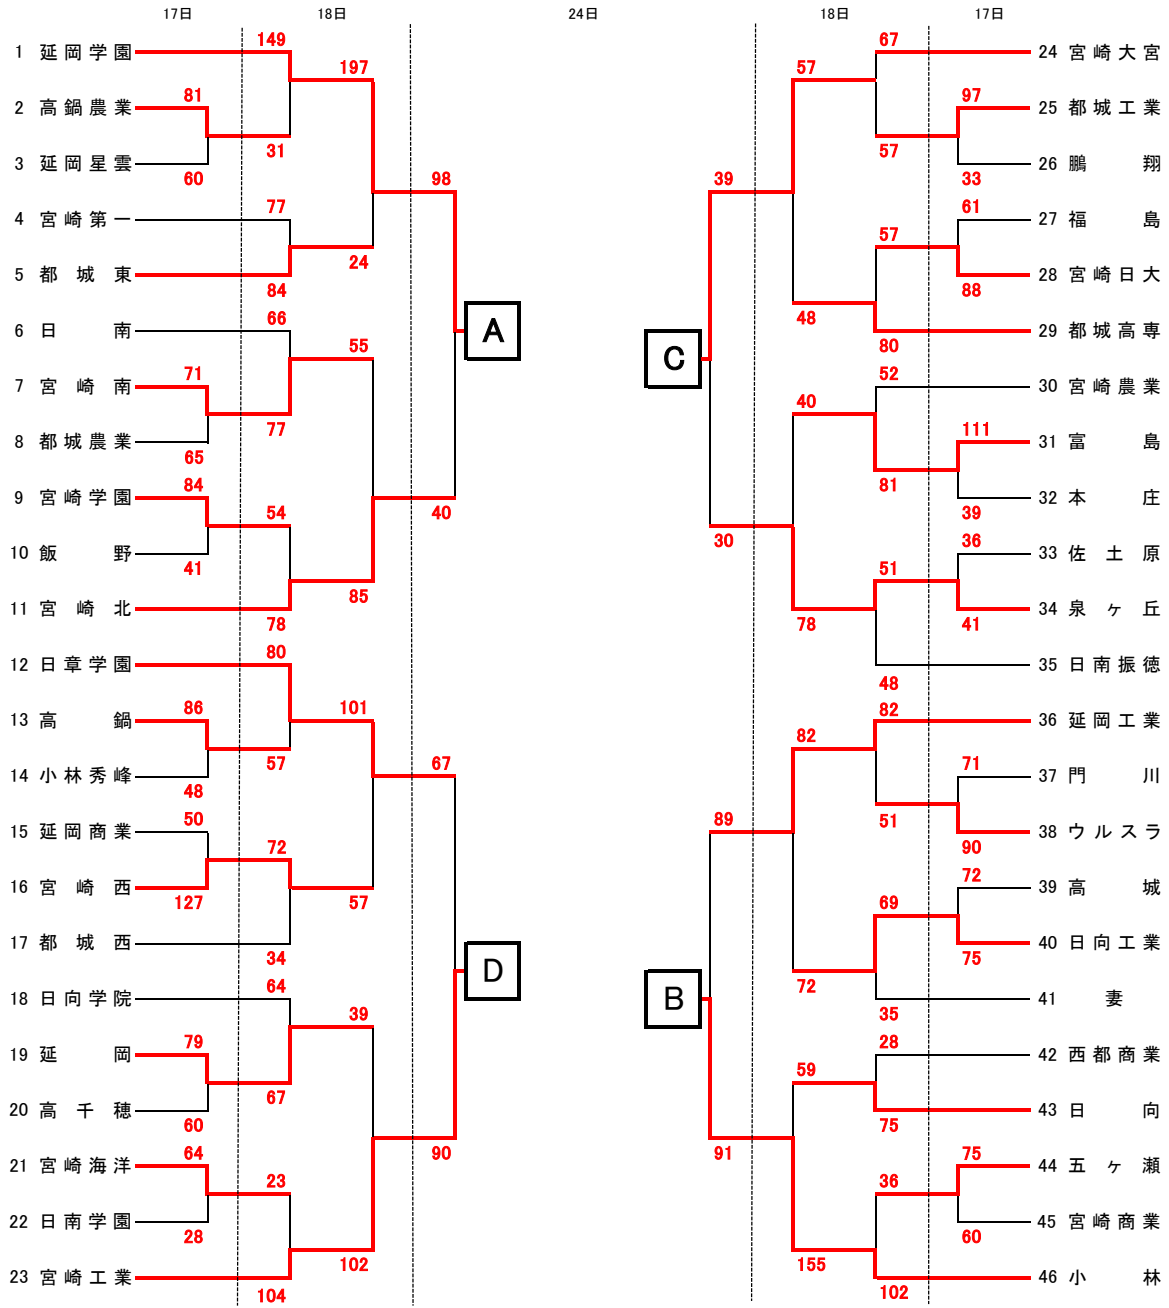 17日 18日 24日 18日 17日
149 67
1 延岡学園 24 宮崎大宮
197 57
81 97
2 高鍋農業 25 都城工業
31 57
3 延岡星雲 26 鵬翔
60 98 39 33
77 61
4 宮崎第一 27 福島
57
24
5 都城東 28 宮崎日大
84 88
66 48
6 日南 A 29 都城高専
55 C 80
71 52
7 宮崎南 30 宮崎農業
40
77 111
8 都城農業 31 富島
65
84 81
9 宮崎学園 32 本庄
54 40 39
30 36
10 飯野 33 佐土原
41 51
85
11 宮崎北 34 泉ヶ丘
78 78 41
80
12 日章学園 35 日南振徳
48
86 101 82
13 高鍋 36 延岡工業
82
57 67 71
14 小林秀峰 37 門川
48
50 89 51
15 延岡商業 38 ウルスラ
72 90
72
16 宮崎西 39 高城
127 57 69
17 都城西 40 日向工業
34 75
D
64 72
18 日向学院 B 41 妻
39 35
79 28
19 延岡 42 西都商業
59
67
20 高千穂 43 日向
60 75
64 90 91 75
21 宮崎海洋 44 五ヶ瀬
23 36
22 日南学園 45 宮崎商業
28 60
102 155
23 宮崎工業 46 小林
104 102